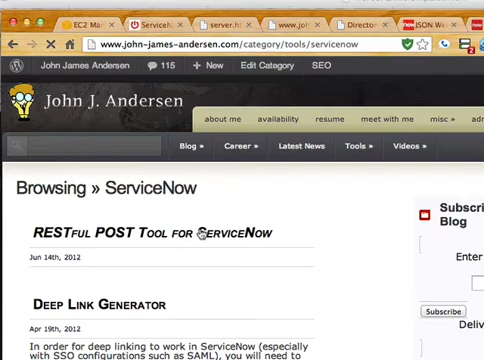 EC2 Mar
ServiceNo
server.ht
www.joh
Director
JSON We
www.john-james-andersen.com/category/tools/servicenow
John James Andersen
115
+ New
Edit Category
SEO
John J. Andersen
about me
availability
resume
meet with me
misc »
Blog »
Career »
Latest News
Tools »
Videos »
Browsing » ServiceNow
RESTful POST Tool for ServiceNow
Jun 14th, 2012
Deep Link Generator
Apr 19th, 2012
In order for deep linking to work in ServiceNow (especially
with SSO configurations such as SAML), you will need to
Subscri
Blog
Enter
Subscribe
Deliv